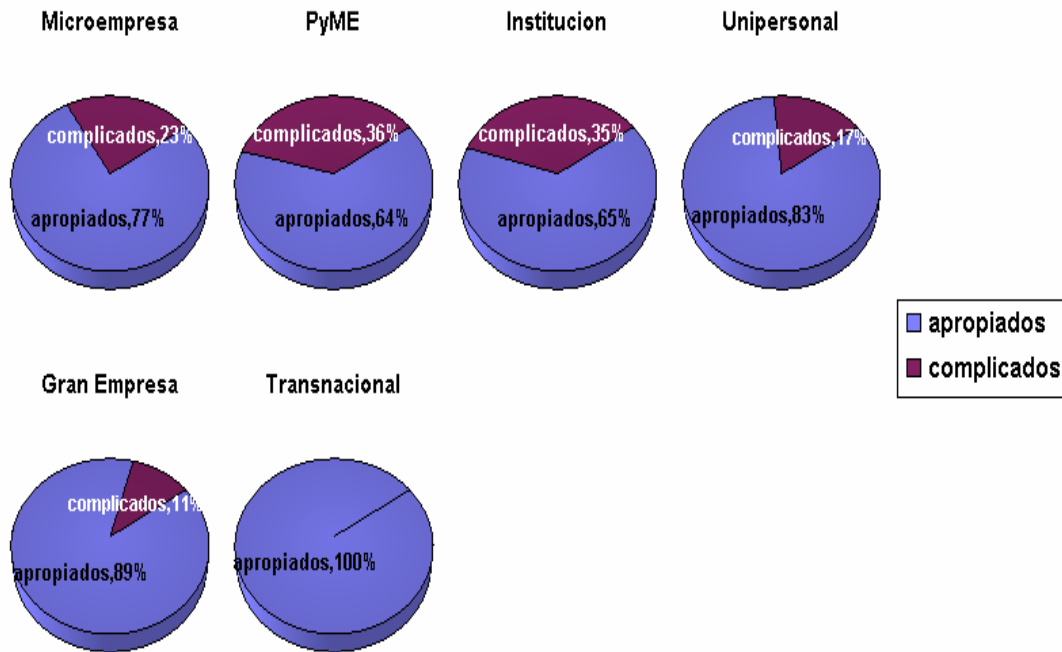 Microempresa
PyME
Institucion
Unipersonal
complicados,23%
complicados,36%
complicados,35%
complicados,17%
apropiados,77%
apropiados,64%
apropiados,65%
apropiados,83%
apropiados
complicados
Gran Empresa
Transnacional
complicados,11%
apropiados,89%
apropiados,100%